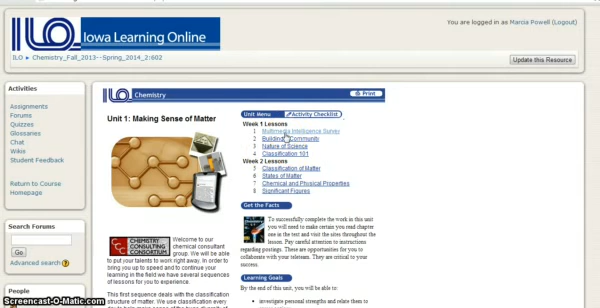 You are logged in as Marcia Powell (Logout)
ILO Iowa Learning Online
ILO ► Chemistry_Fall_2013--Spring_2014_2:602
Update this Resource
Activities
Assignments
Forums
Quizzes
Glossaries
Chat
Wikis
Student Feedback
Return to Course
Homepage
Search Forums
Go
Advanced search ?
People
ILO Chemistry
Print
Unit 1: Making Sense of Matter
CHEMISTRY
CONSULTING
CONSORTIUM
Welcome to our
chemical consultant
group. We will be able
to put your talents to work right away. In order to
bring you up to speed and to continue your
learning in the field we have several sequences
of lessons for you to experience.
This first sequence deals with the classification
structure of matter. We use classification every
Unit Menu Activity Checklist
Week 1 Lessons
1 Multimedia Intelligence Survey
2 Building Community
3 Nature of Science
4 Classification 101
Week 2 Lessons
5 Classification of Matter
6 States of Matter
7 Chemical and Physical Properties
8 Significant Figures
Get the Facts
To successfully complete the work in this unit
you will need to make certain you read chapter
one in the text and visit the sites throughout the
lesson. Pay careful attention to instructions
regarding postings. These are opportunities for you to
collaborate with your teleteam. They are critical to your
success.
Learning Goals
By the end of this unit, you will be able to:
• investigate personal strengths and relate them to
Screencast-O-Matic.com